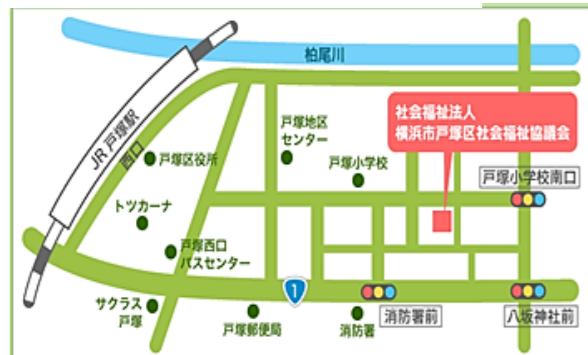 柏尾川
JR 戸塚駅
西口
社会福祉法人
横浜市戸塚区社会福祉協議会
戸塚地区
センター
戸塚区役所
戸塚小学校
戸塚小学校南口
トツカーナ
戸塚西口
バスセンター
1
サクラス
戸塚
戸塚郵便局
消防署
消防署前
八坂神社前